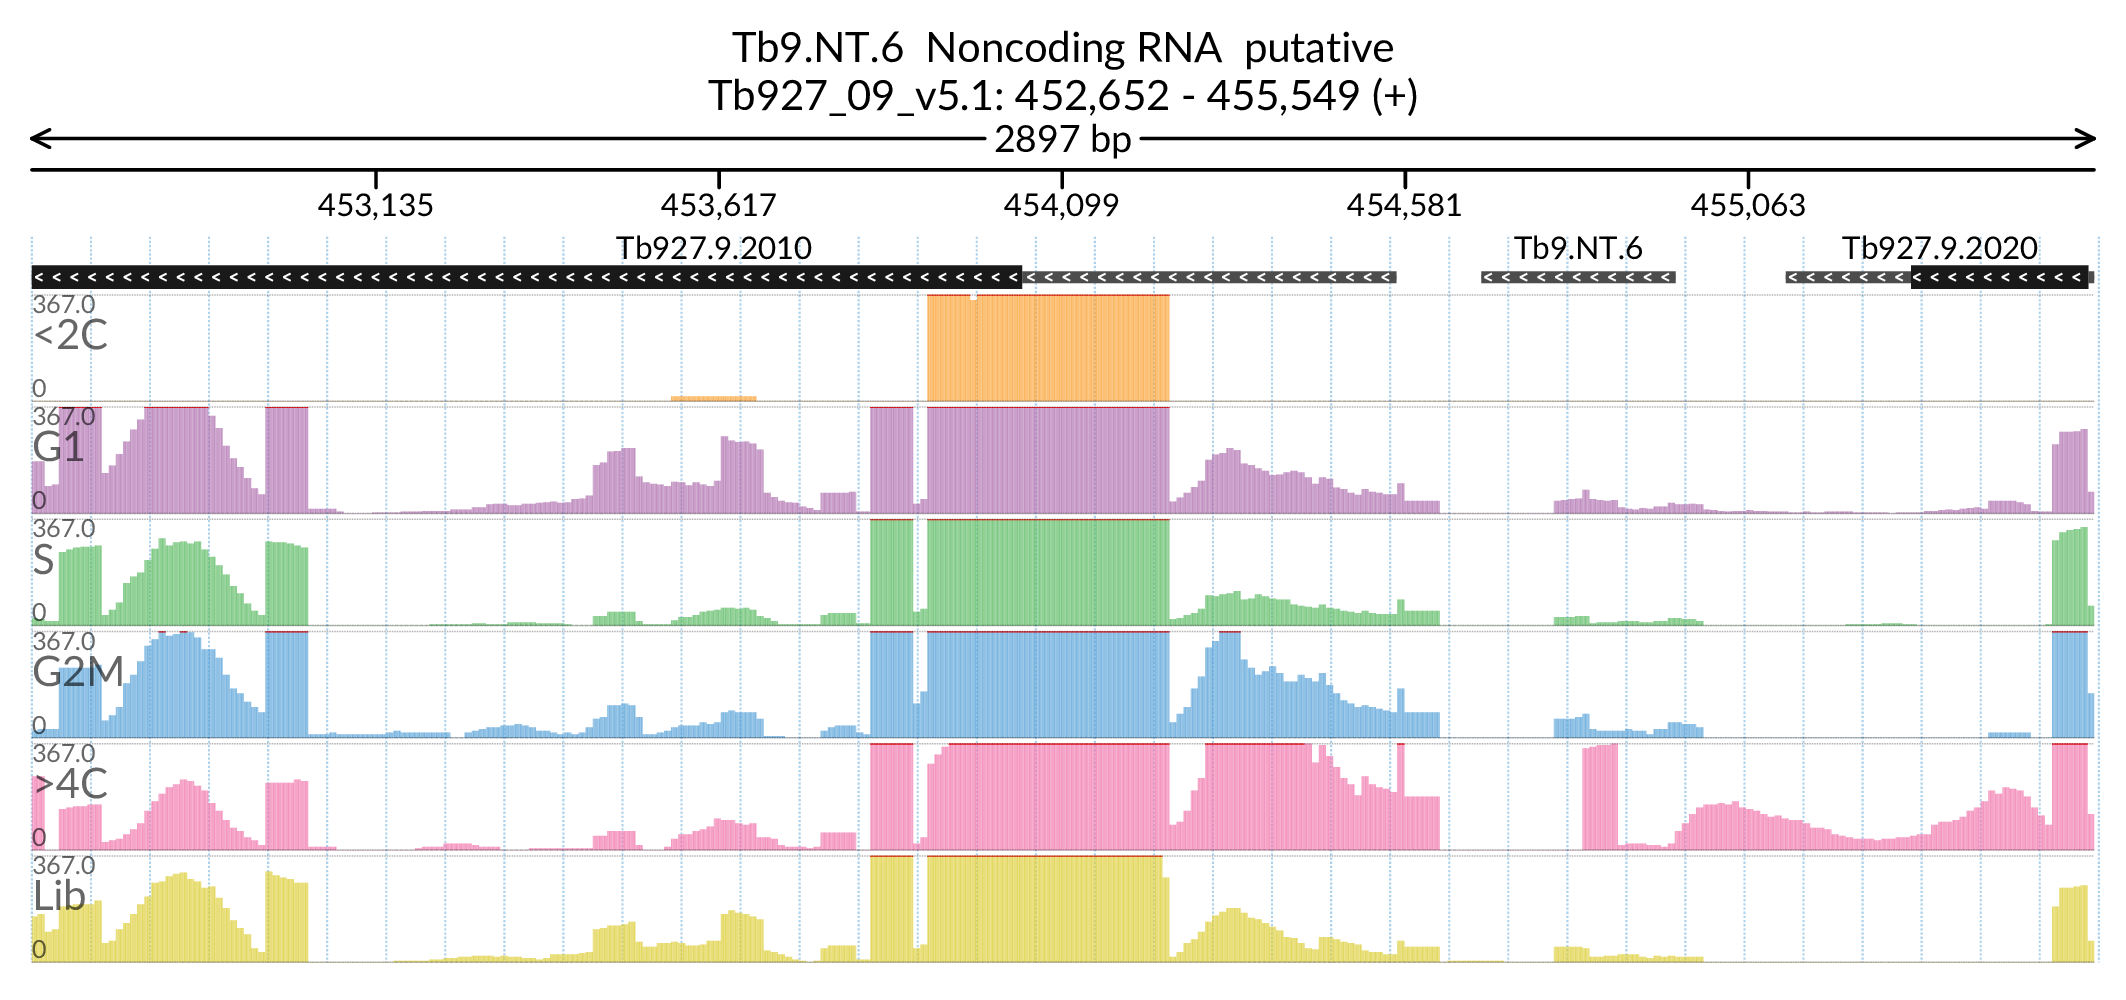 Tb9.NT.6 Noncoding RNA putative
Tb927_09_v5.1: 452,652 - 455,549 (+)
2897 bp
453,135 453,617 454,099 454,581 455,063
Tb927.9.2010 Tb9.NT.6 Tb927.9.2020
367.0
<2C
0
367.0
G1
0
367.0
S
0
367.0
G2M
0
367.0
>4C
0
367.0
Lib
0